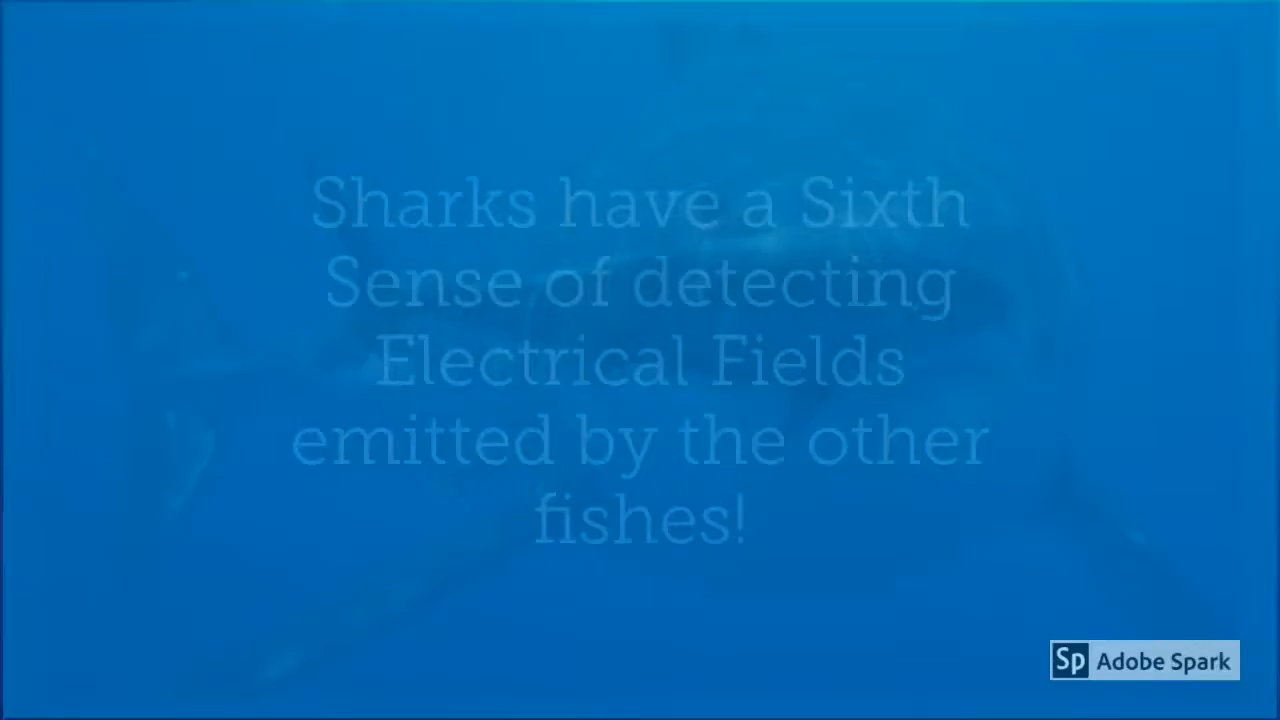 Sharks have a Sixth
Sense of detecting
Electrical Fields
emitted by the other
fishes!
Sp Adobe Spark